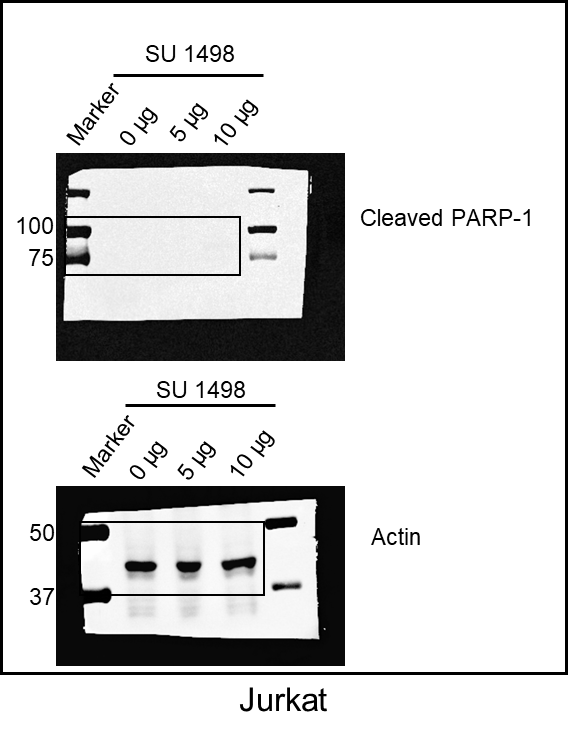 SU 1498
Marker
0 µg
5 µg
10 µg
100
75
Cleaved PARP-1
SU 1498
Marker
0 µg
5 µg
10 µg
50
37
Actin
Jurkat